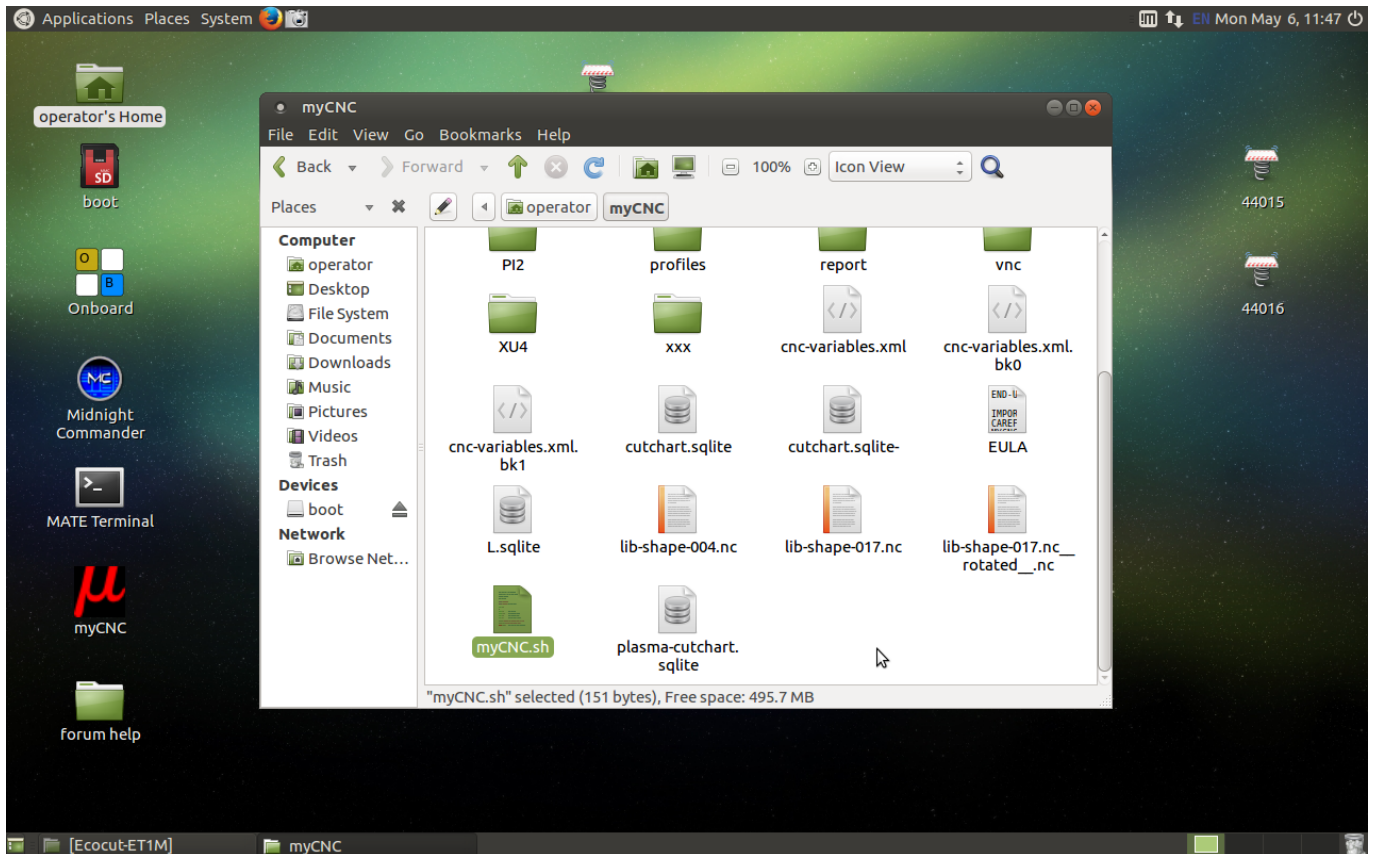 Applications Places System
EN Mon May 6, 11:47
operator's Home
boot
Onboard
Midnight
Commander
MATE Terminal
myCNC
forum help
44015
44016
myCNC
File Edit View Go Bookmarks Help
Back Forward 100% Icon View
Places operator myCNC
Computer
operator
Desktop
File System
Documents
Downloads
Music
Pictures
Videos
Trash
Devices
boot
Network
Browse Net...
PI2 profiles report vnc
XU4 xxx cnc-variables.xml cnc-variables.xml.
bk0
END-U
IMPOR
CAREF
cnc-variables.xml. cutchart.sqlite cutchart.sqlite- EULA
bk1
L.sqlite lib-shape-004.nc lib-shape-017.nc lib-shape-017.nc__
rotated__.nc
myCNC.sh plasma-cutchart.
sqlite
"myCNC.sh" selected (151 bytes), Free space: 495.7 MB
[Ecocut-ET1M] myCNC